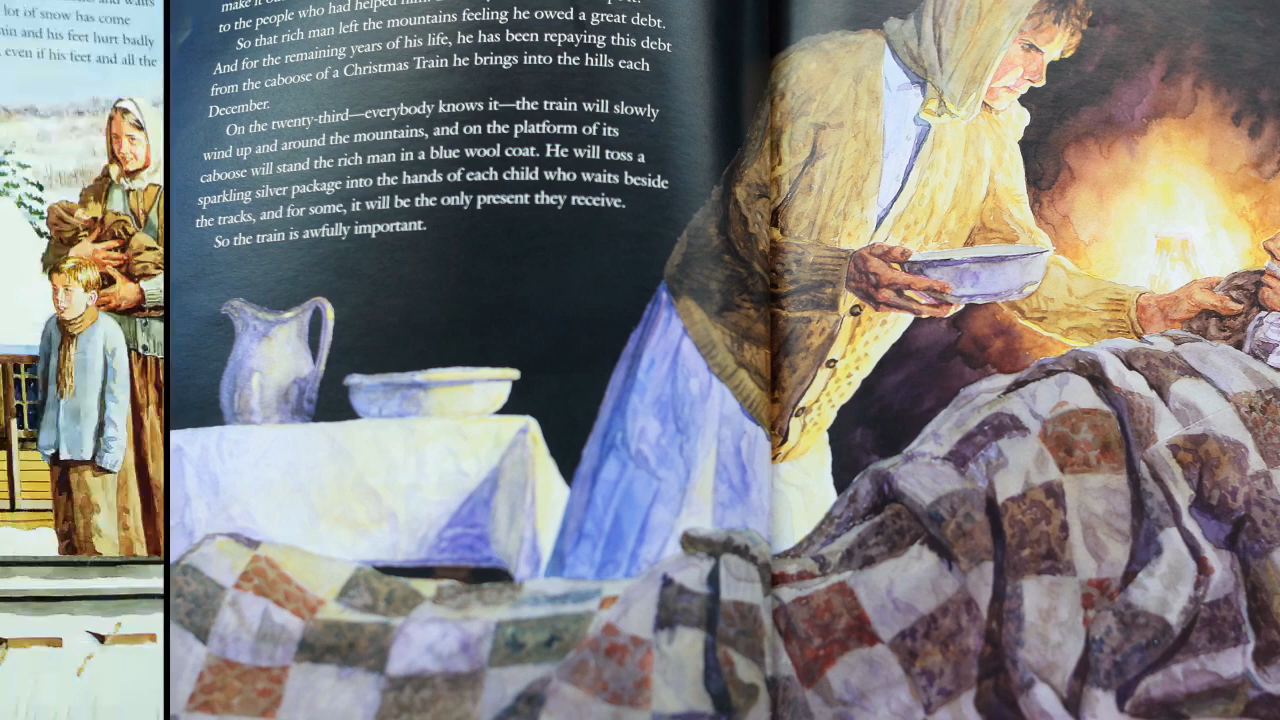 lot of snow has come
and his feet hurt badly
even if his feet and all the
make it
to the people who had helped
So that rich man left the mountains feeling he owed a great debt.
And for the remaining years of his life, he has been repaying this debt
from the caboose of a Christmas Train he brings into the hills each
December.
On the twenty-third—everybody knows it—the train will slowly
wind up and around the mountains, and on the platform of its
caboose will stand the rich man in a blue wool coat. He will toss a
sparkling silver package into the hands of each child who waits beside
the tracks, and for some, it will be the only present they receive.
So the train is awfully important.